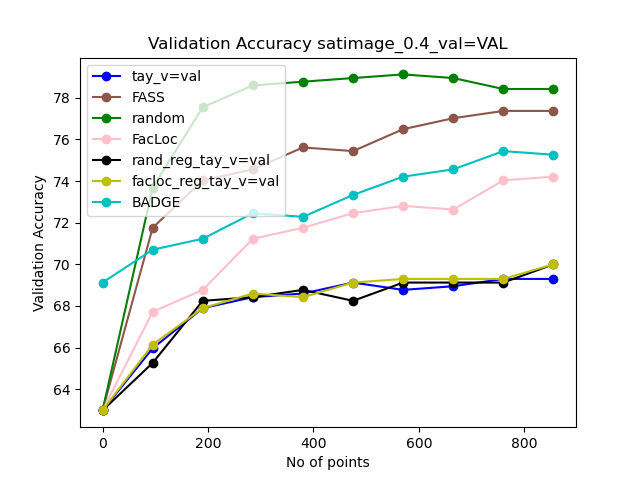 Validation Accuracy satimage_0.4_val=VAL
tay_v=val
FASS
random
FacLoc
rand_reg_tay_v=val
facloc_reg_tay_v=val
BADGE
Validation Accuracy
78
76
74
72
70
68
66
64
0 200 400 600 800
No of points